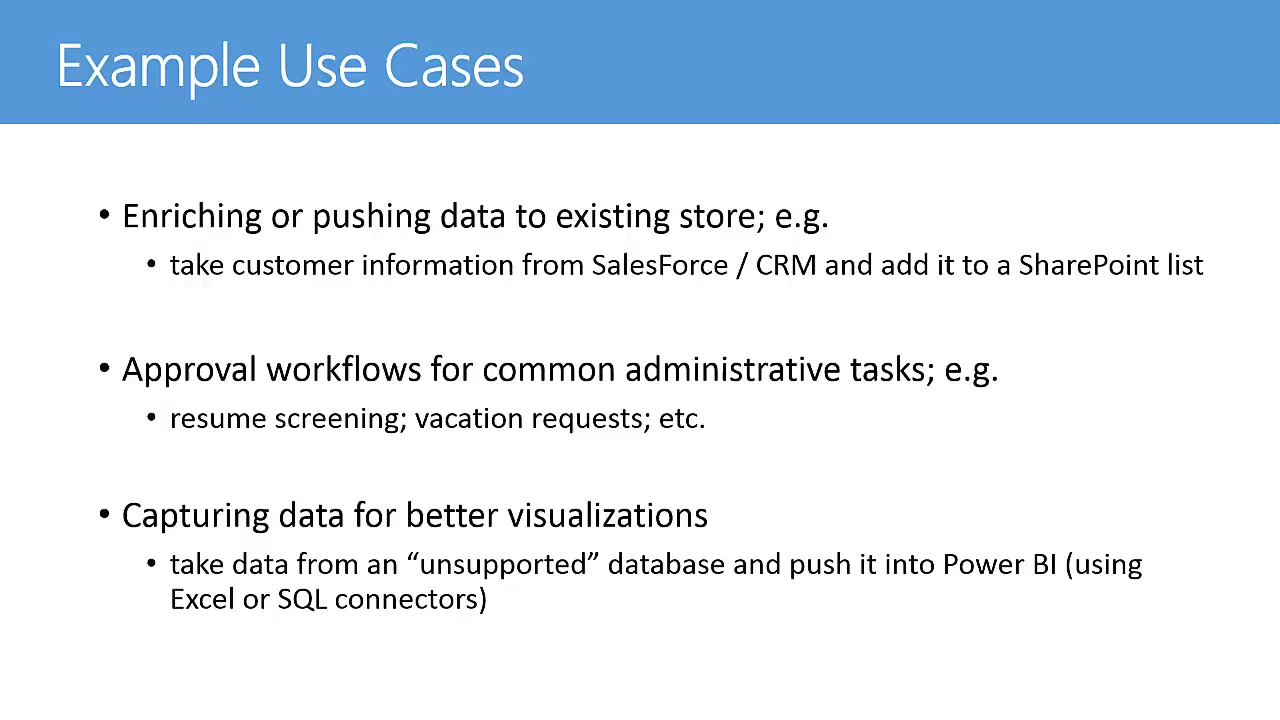 Example Use Cases
• Enriching or pushing data to existing store; e.g.
• take customer information from SalesForce / CRM and add it to a SharePoint list
• Approval workflows for common administrative tasks; e.g.
• resume screening; vacation requests; etc.
• Capturing data for better visualizations
• take data from an “unsupported” database and push it into Power BI (using
Excel or SQL connectors)